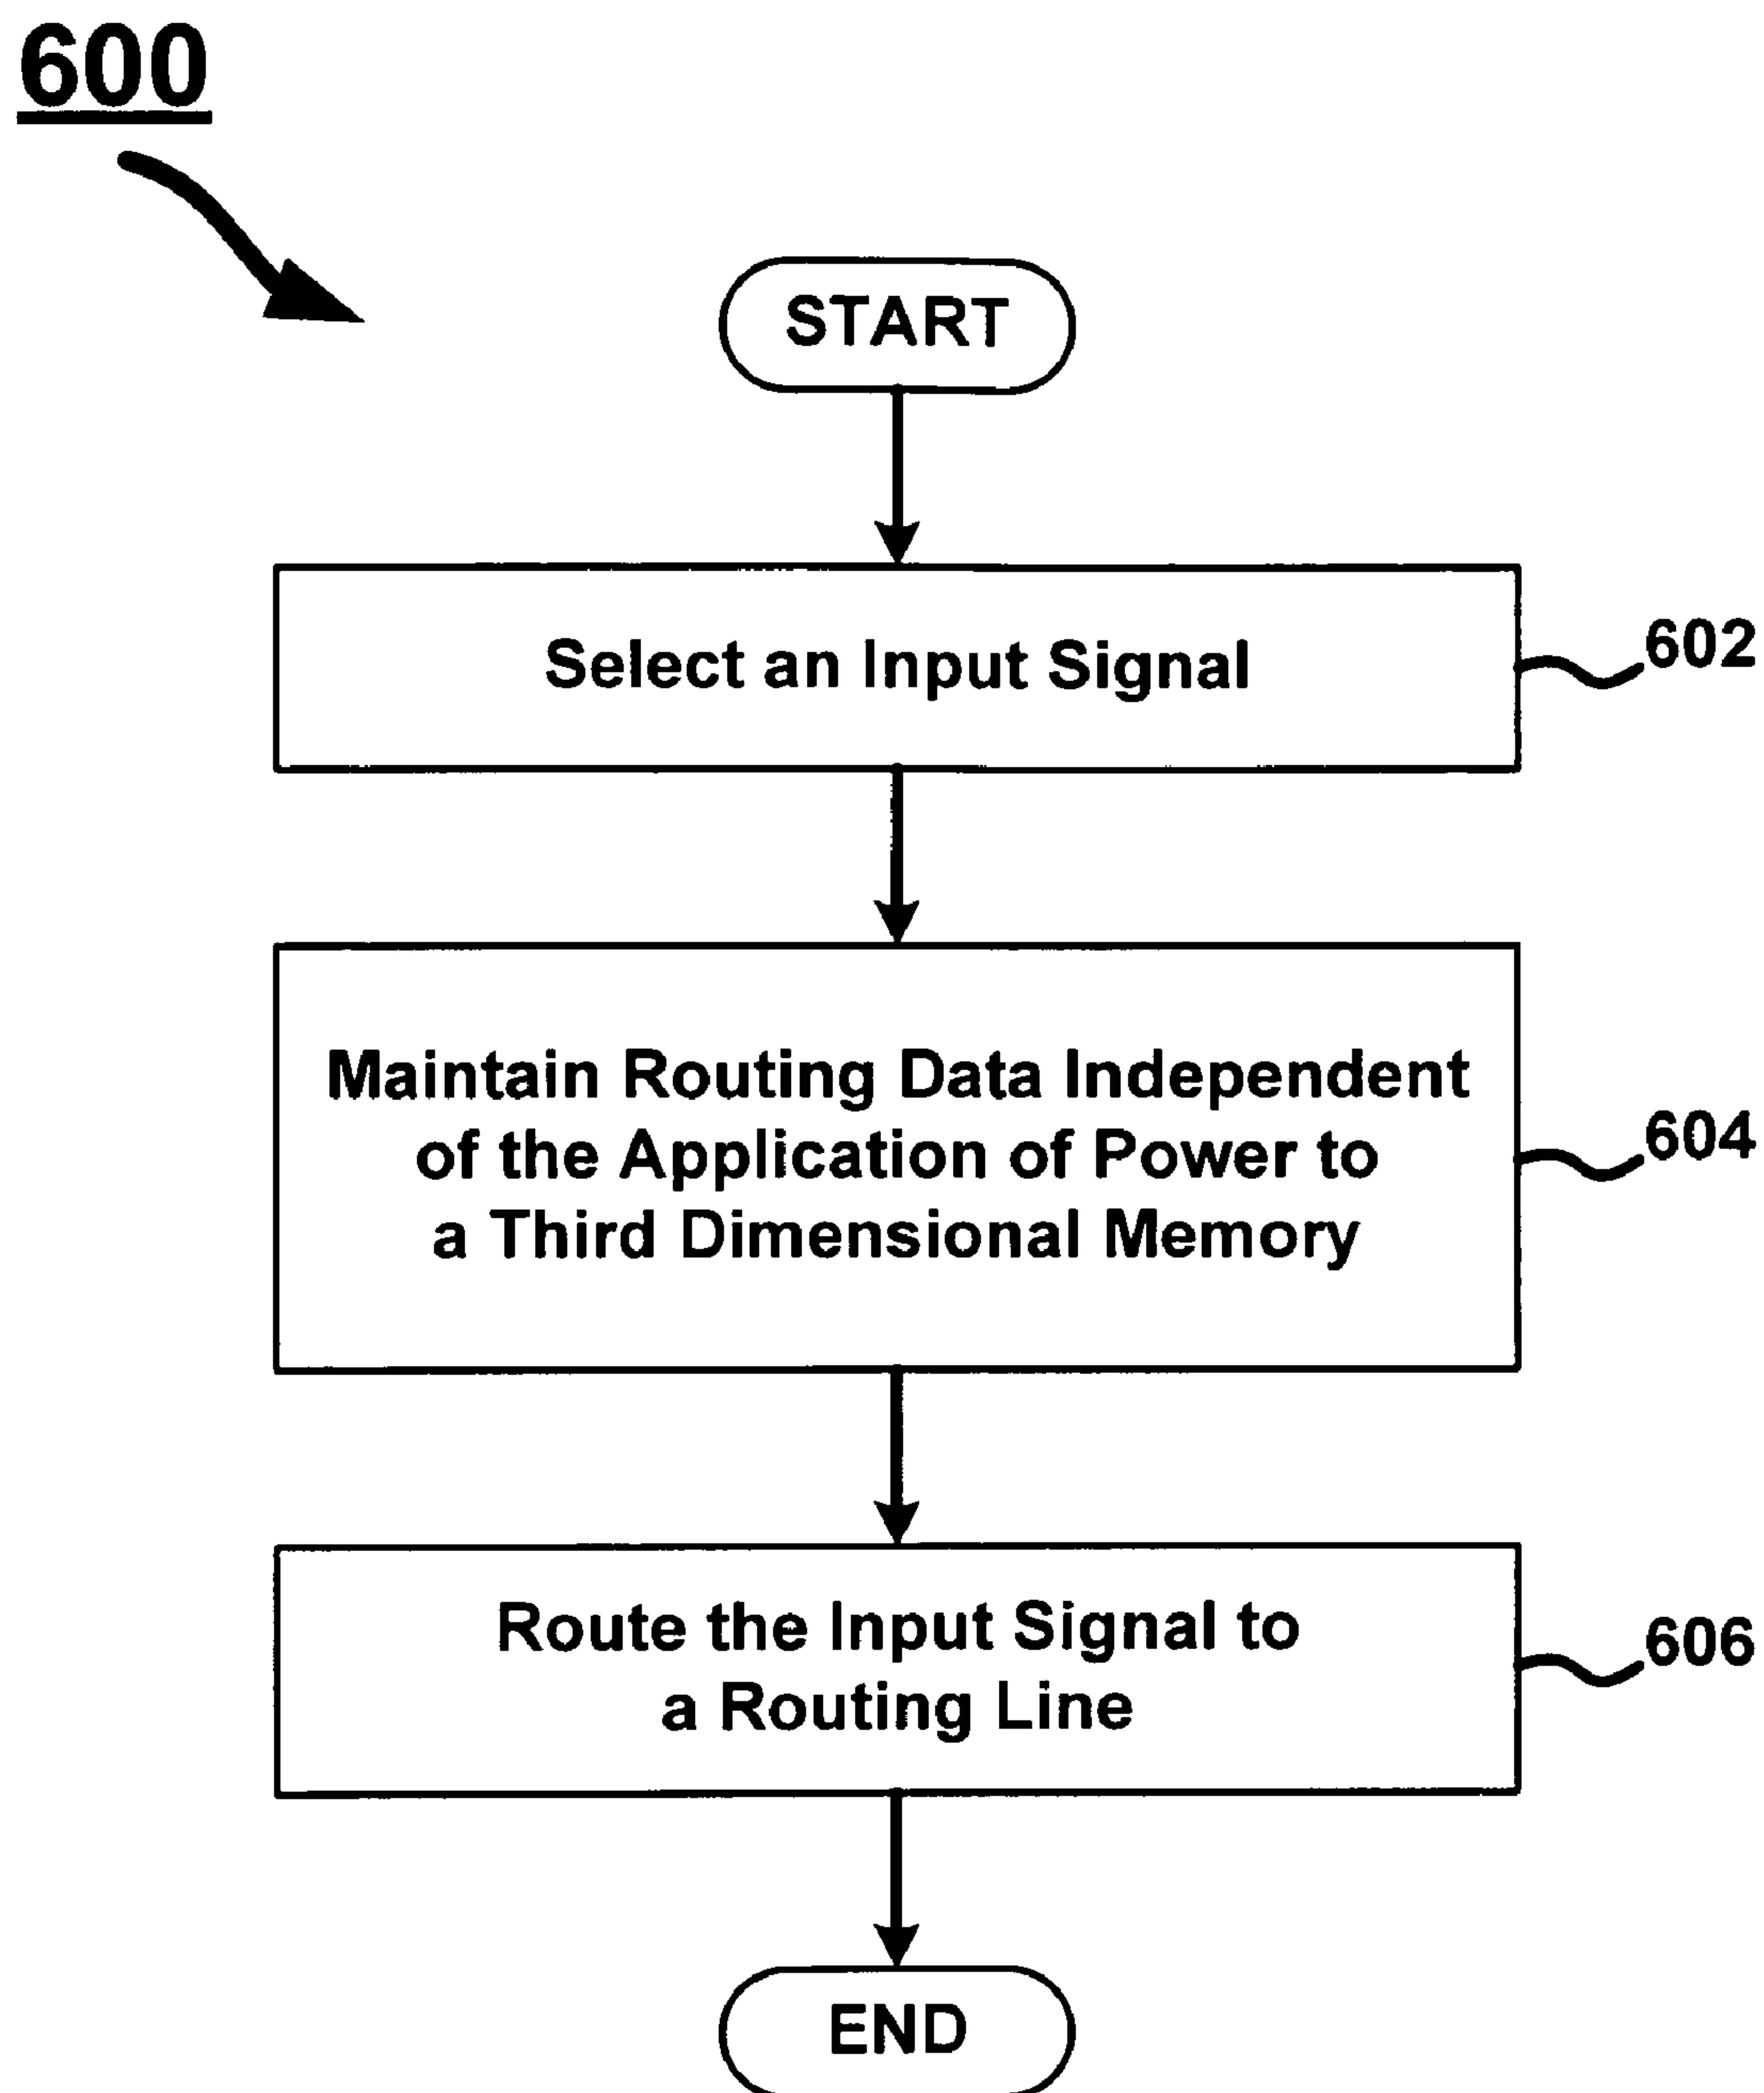 600
START
Select an Input Signal
602
Maintain Routing Data Independent
of the Application of Power to
a Third Dimensional Memory
604
Route the Input Signal to
a Routing Line
606
END